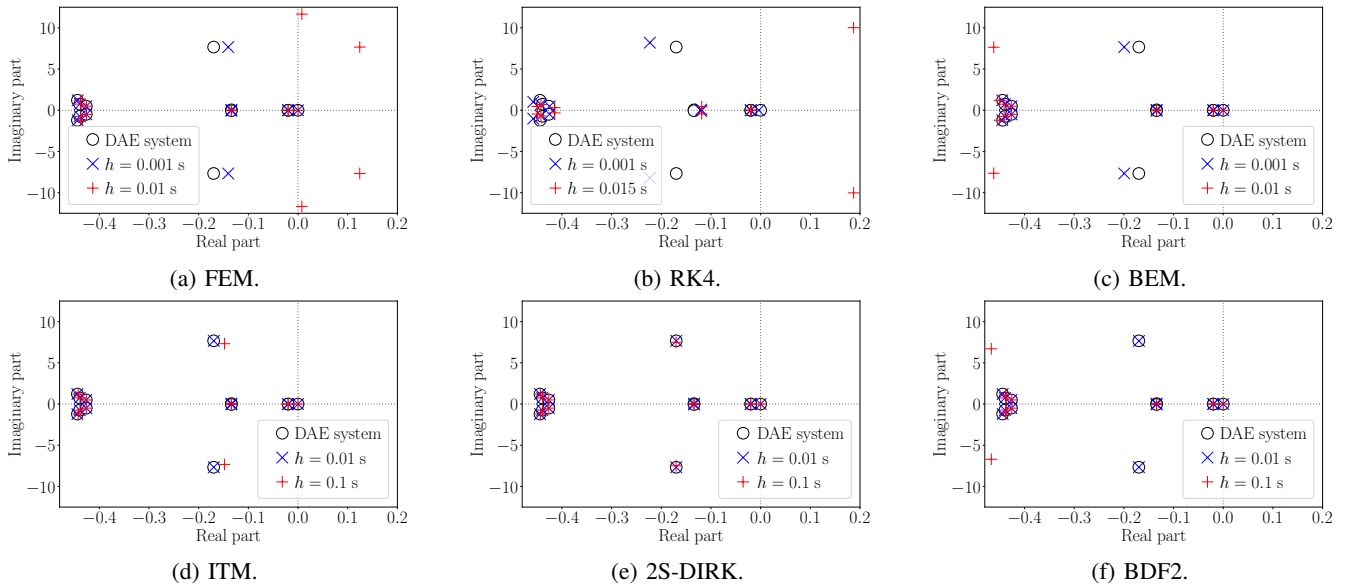 Imaginary part
10
5
0
−5
−10
DAE system
h = 0.001 s
h = 0.01 s
−0.4 −0.3 −0.2 −0.1 0.0 0.1 0.2
Real part
(a) FEM.
Imaginary part
10
5
0
−5
−10
DAE system
h = 0.001 s
h = 0.015 s
−0.4 −0.3 −0.2 −0.1 0.0 0.1 0.2
Real part
(b) RK4.
Imaginary part
10
5
0
−5
−10
DAE system
h = 0.001 s
h = 0.01 s
−0.4 −0.3 −0.2 −0.1 0.0 0.1 0.2
Real part
(c) BEM.
Imaginary part
10
5
0
−5
−10
DAE system
h = 0.01 s
h = 0.1 s
−0.4 −0.3 −0.2 −0.1 0.0 0.1 0.2
Real part
(d) ITM.
Imaginary part
10
5
0
−5
−10
DAE system
h = 0.01 s
h = 0.1 s
−0.4 −0.3 −0.2 −0.1 0.0 0.1 0.2
Real part
(e) 2S-DIRK.
Imaginary part
10
5
0
−5
−10
DAE system
h = 0.01 s
h = 0.1 s
−0.4 −0.3 −0.2 −0.1 0.0 0.1 0.2
Real part
(f) BDF2.